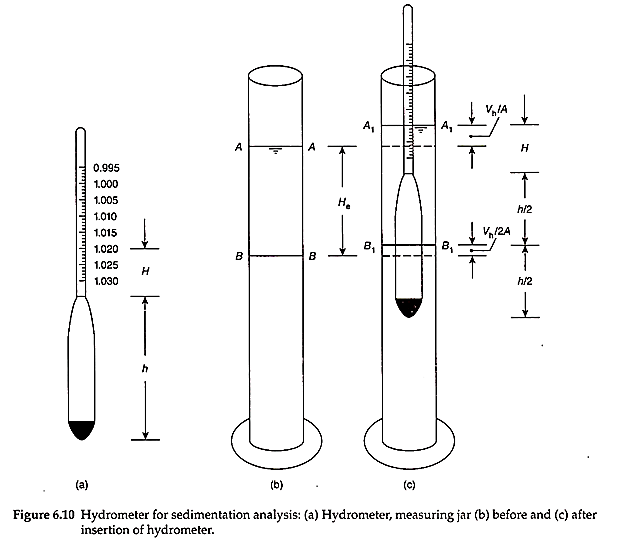 0.995
1.000
1.005
1.010
1.015
1.020
1.025
1.030
H
h
(a)
A A
He
B B
(b)
A1 A1
Vh/A
H
h/2
B1 B1
Vh/2A
h/2
(c)
Figure 6.10 Hydrometer for sedimentation analysis: (a) Hydrometer, measuring jar (b) before and (c) after
insertion of hydrometer.